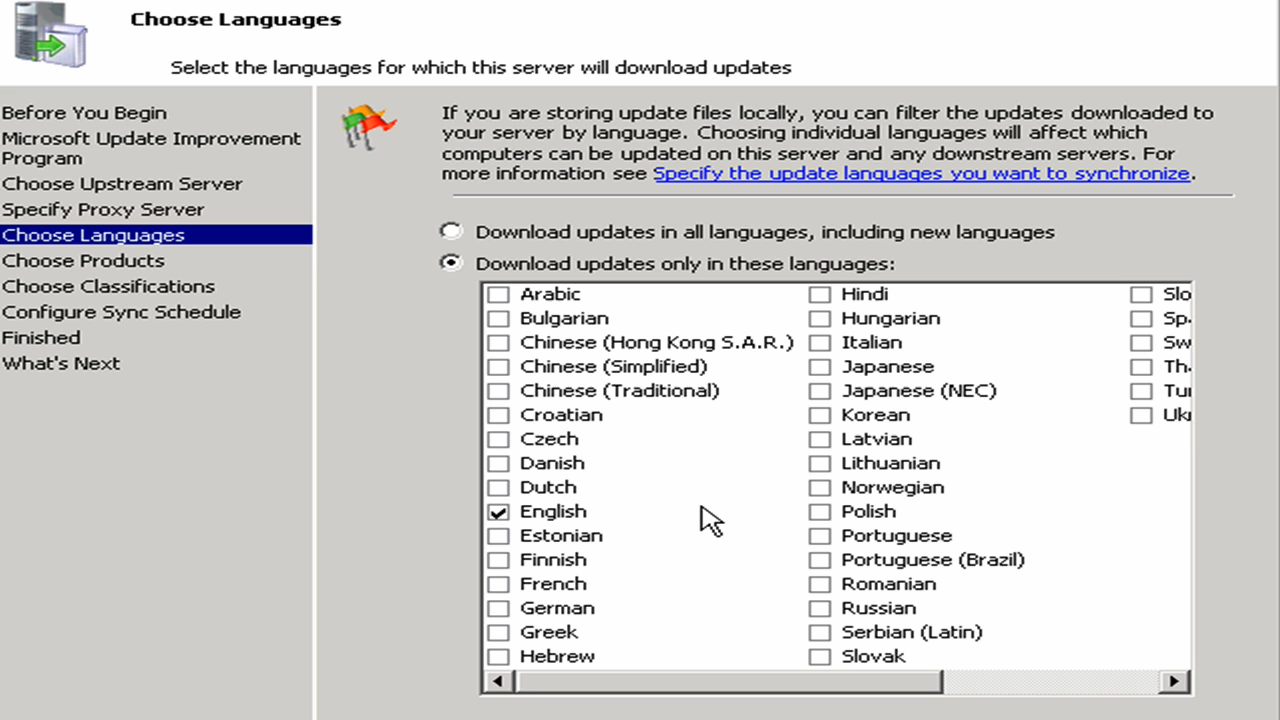 Choose Languages
Select the languages for which this server will download updates
Before You Begin
Microsoft Update Improvement
Program
Choose Upstream Server
Specify Proxy Server
Choose Languages
Choose Products
Choose Classifications
Configure Sync Schedule
Finished
What's Next
If you are storing update files locally, you can filter the updates downloaded to
your server by language. Choosing individual languages will affect which
computers can be updated on this server and any downstream servers. For
more information see Specify the update languages you want to synchronize.
Download updates in all languages, including new languages
Download updates only in these languages:
Arabic
Bulgarian
Chinese (Hong Kong S.A.R.)
Chinese (Simplified)
Chinese (Traditional)
Croatian
Czech
Danish
Dutch
English
Estonian
Finnish
French
German
Greek
Hebrew
Hindi
Hungarian
Italian
Japanese
Japanese (NEC)
Korean
Latvian
Lithuanian
Norwegian
Polish
Portuguese
Portuguese (Brazil)
Romanian
Russian
Serbian (Latin)
Slovak